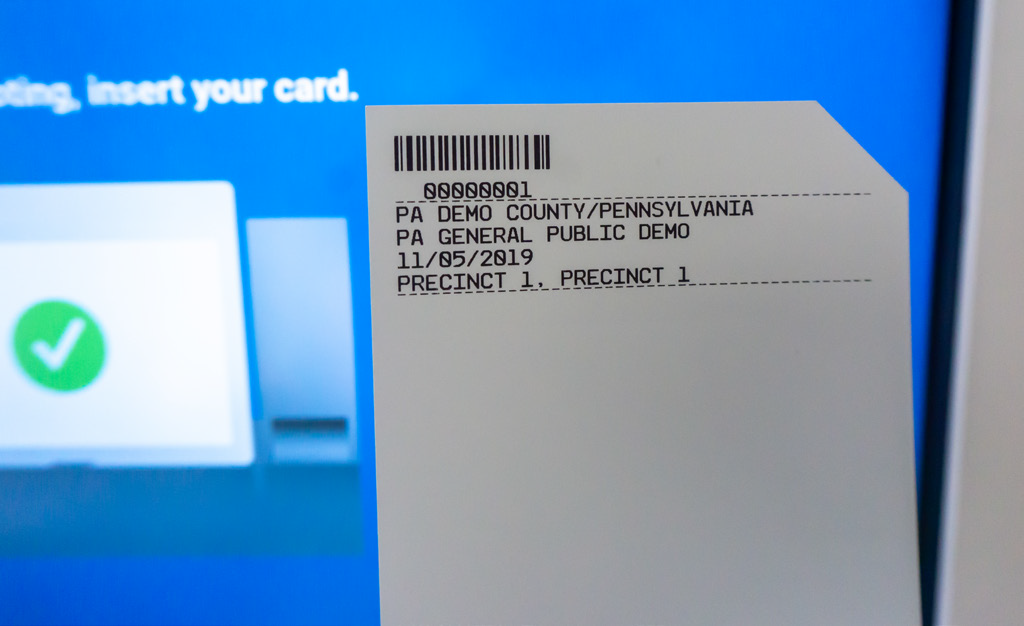 insert your card.
00000001
PA DEMO COUNTY/PENNSYLVANIA
PA GENERAL PUBLIC DEMO
11/05/2019
PRECINCT 1, PRECINCT 1